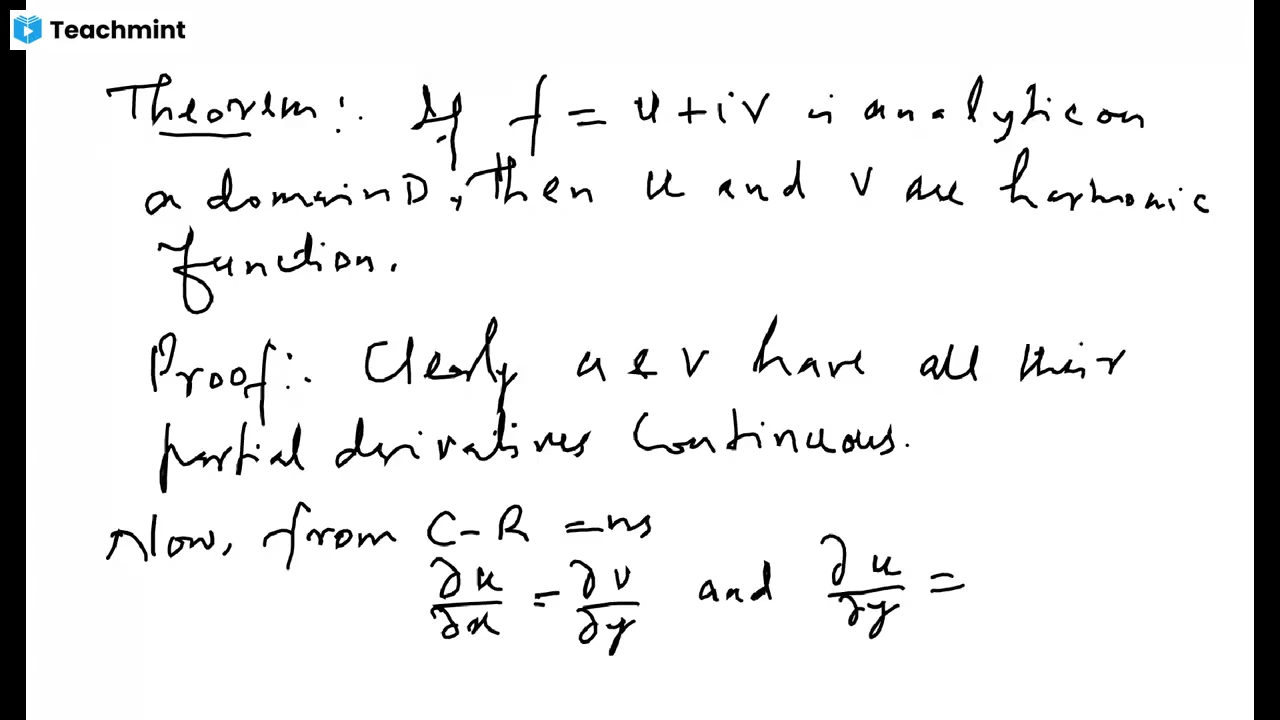 Teachmint
Theorem:. If f = u + iv is analytic on
a domain D, then u and v are harmonic
function.
Proof:. Clearly u & v have all their
partial derivatives continuous.
Now, from C-R =ns
∂u/∂x = ∂v/∂y and ∂u/∂y =